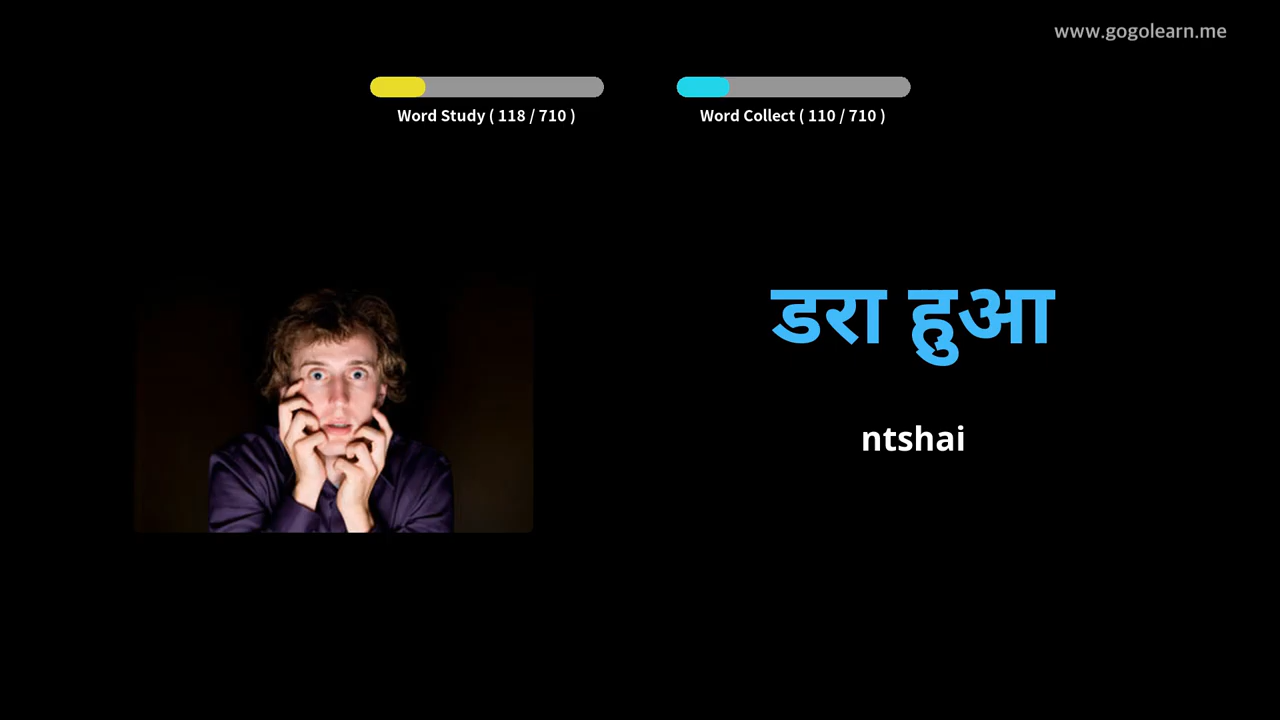 www.gogolearn.me
Word Study ( 118 / 710 )
Word Collect ( 110 / 710 )
डरा हुआ
ntshai